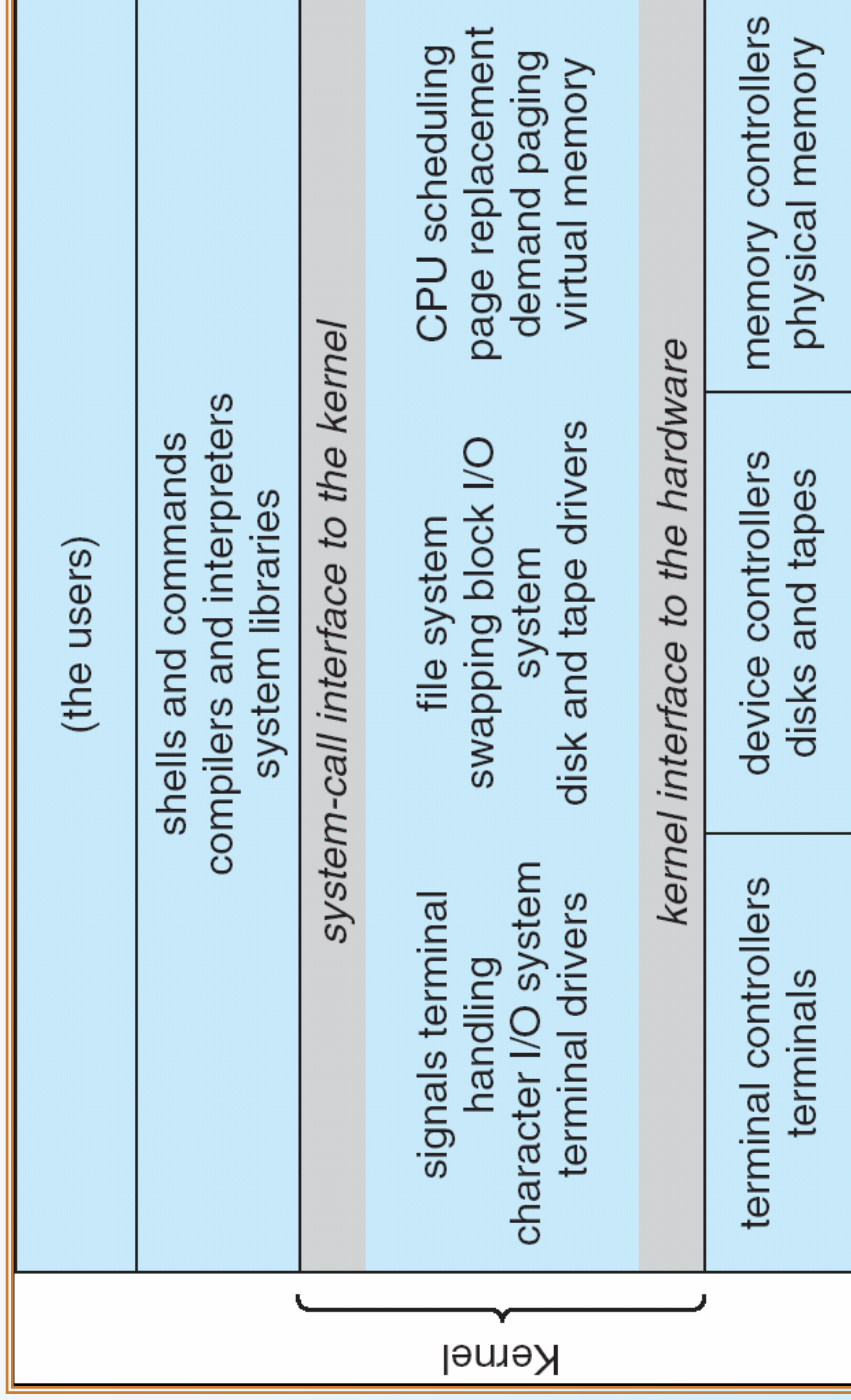 (the users)
shells and commands
compilers and interpreters
system libraries
system-call interface to the kernel
Kernel
signals terminal
handling
character I/O system
terminal drivers
file system
swapping block I/O
system
disk and tape drivers
CPU scheduling
page replacement
demand paging
virtual memory
kernel interface to the hardware
terminal controllers
terminals
device controllers
disks and tapes
memory controllers
physical memory